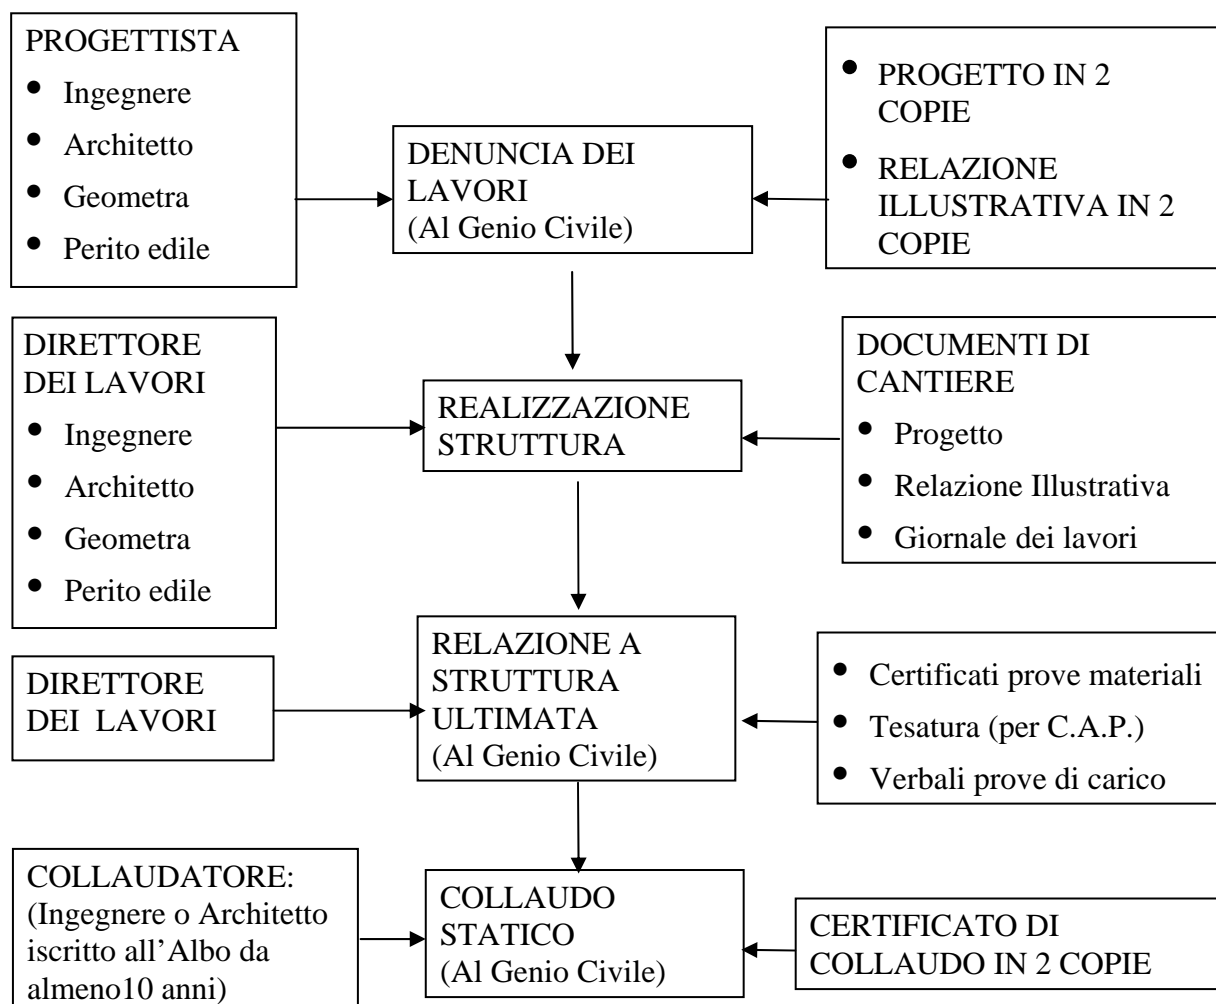 PROGETTISTA
• Ingegnere
• Architetto
• Geometra
• Perito edile
DENUNCIA DEI
LAVORI
(Al Genio Civile)
• PROGETTO IN 2
COPIE
• RELAZIONE
ILLUSTRATIVA IN 2
COPIE
DIRETTORE
DEI LAVORI
• Ingegnere
• Architetto
• Geometra
• Perito edile
REALIZZAZIONE
STRUTTURA
DOCUMENTI DI
CANTIERE
• Progetto
• Relazione Illustrativa
• Giornale dei lavori
DIRETTORE
DEI LAVORI
RELAZIONE A
STRUTTURA
ULTIMATA
(Al Genio Civile)
• Certificati prove materiali
• Tesatura (per C.A.P.)
• Verbali prove di carico
COLLAUDATORE:
(Ingegnere o Architetto
iscritto all’Albo da
almeno10 anni)
COLLAUDO
STATICO
(Al Genio Civile)
CERTIFICATO DI
COLLAUDO IN 2 COPIE